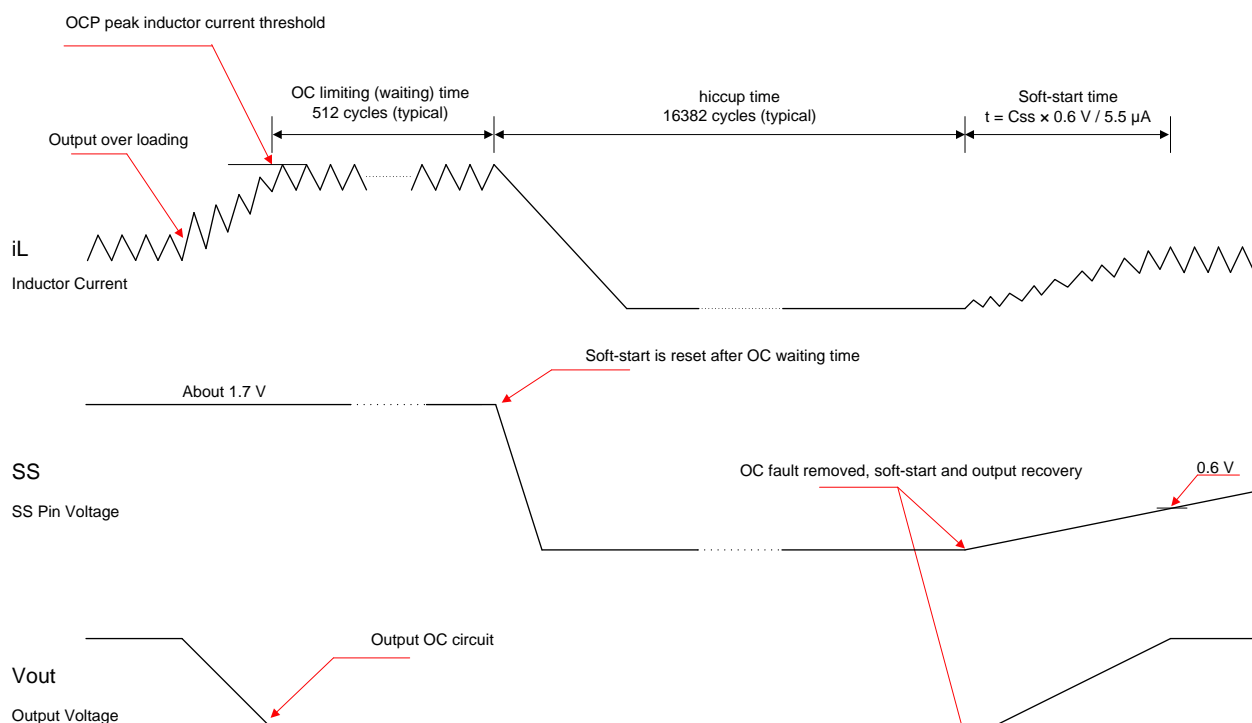 OCP peak inductor current threshold
OC limiting (waiting) time
512 cycles (typical)
hiccup time
16382 cycles (typical)
Soft-start time
t = Css × 0.6 V / 5.5 µA
Output over loading
iL
Inductor Current
Soft-start is reset after OC waiting time
About 1.7 V
SS
SS Pin Voltage
OC fault removed, soft-start and output recovery
0.6 V
Output OC circuit
Vout
Output Voltage